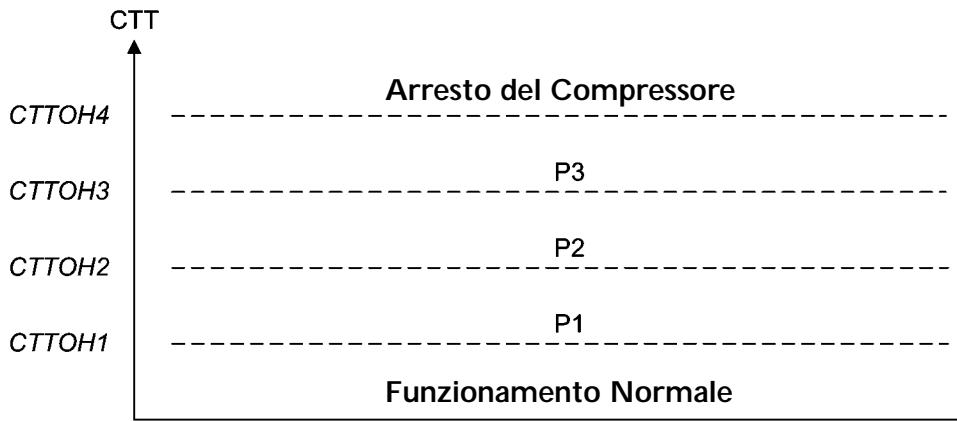 CTT
Arresto del Compressore
CTTOH4
P3
CTTOH3
P2
CTTOH2
P1
CTTOH1
Funzionamento Normale